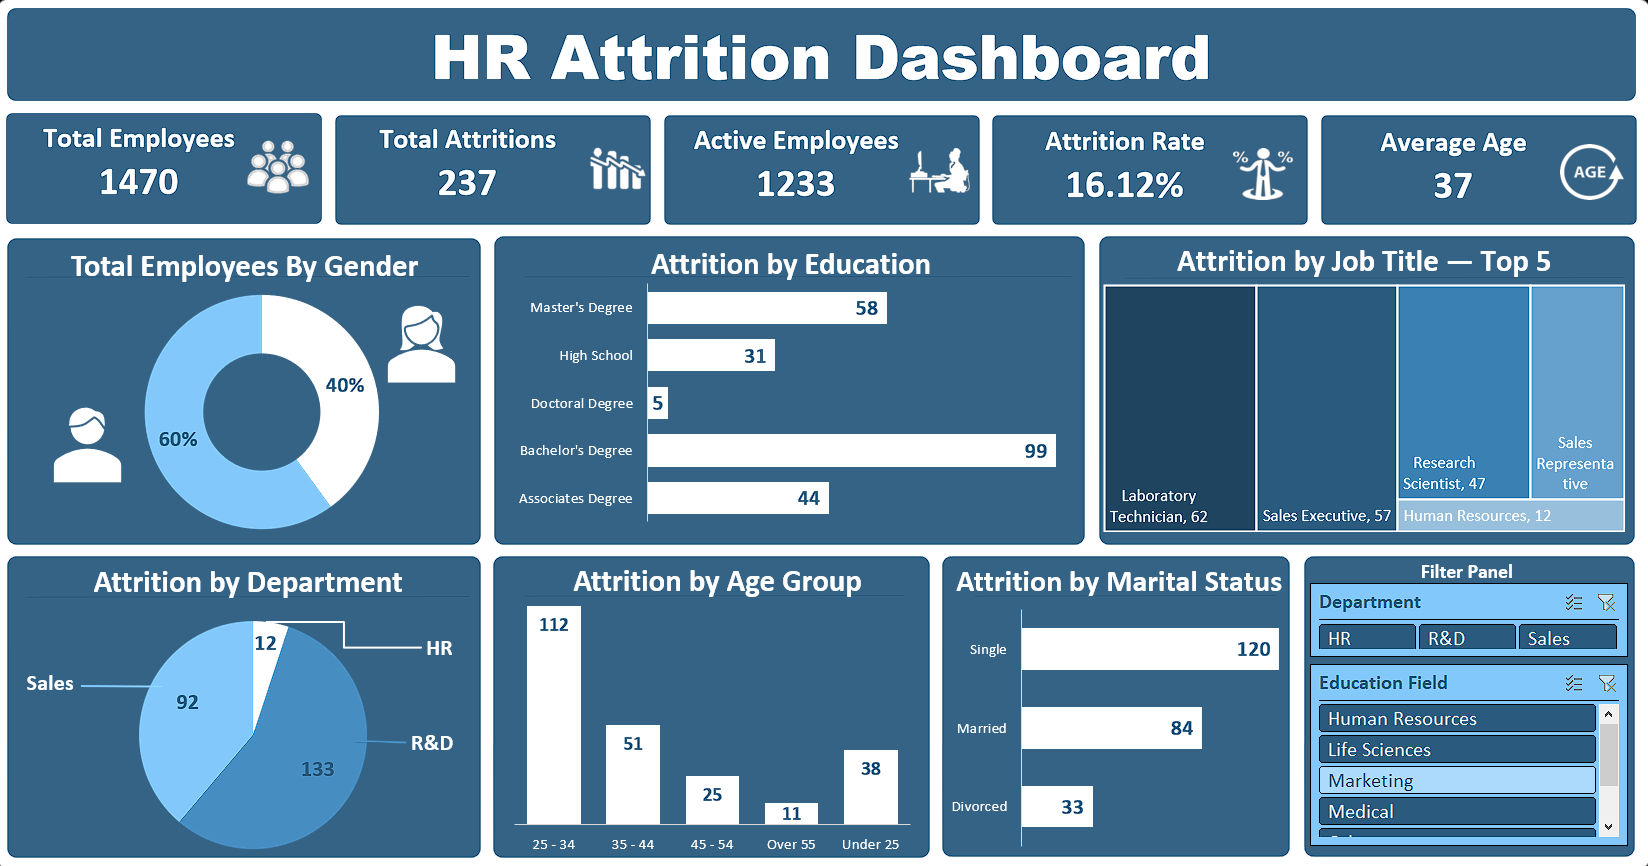 HR Attrition Dashboard
Total Employees
1470
Total Attritions
237
Active Employees
1233
Attrition Rate
16.12%
% %
Average Age
37
AGE
Total Employees By Gender
40%
60%
Attrition by Education
Master's Degree 58
High School 31
Doctoral Degree 5
Bachelor's Degree 99
Associates Degree 44
Attrition by Job Title — Top 5
Laboratory
Technician, 62
Sales Executive, 57
Research
Scientist, 47
Sales
Representa
tive
Human Resources, 12
Attrition by Department
12
HR
Sales
92
R&D
133
Attrition by Age Group
112
51
25
11
38
25 - 34 35 - 44 45 - 54 Over 55 Under 25
Attrition by Marital Status
Single 120
Married 84
Divorced 33
Filter Panel
Department
HR R&D Sales
Education Field
Human Resources
Life Sciences
Marketing
Medical